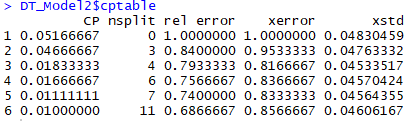 > DT_Model2$cptable
CP nsplit rel error xerror xstd
1 0.05166667 0 1.0000000 1.0000000 0.04830459
2 0.04666667 3 0.8400000 0.9533333 0.04763332
3 0.01833333 4 0.7933333 0.8166667 0.04533517
4 0.01666667 6 0.7566667 0.8366667 0.04570424
5 0.01111111 7 0.7400000 0.8333333 0.04564355
6 0.01000000 11 0.6866667 0.8566667 0.04606167